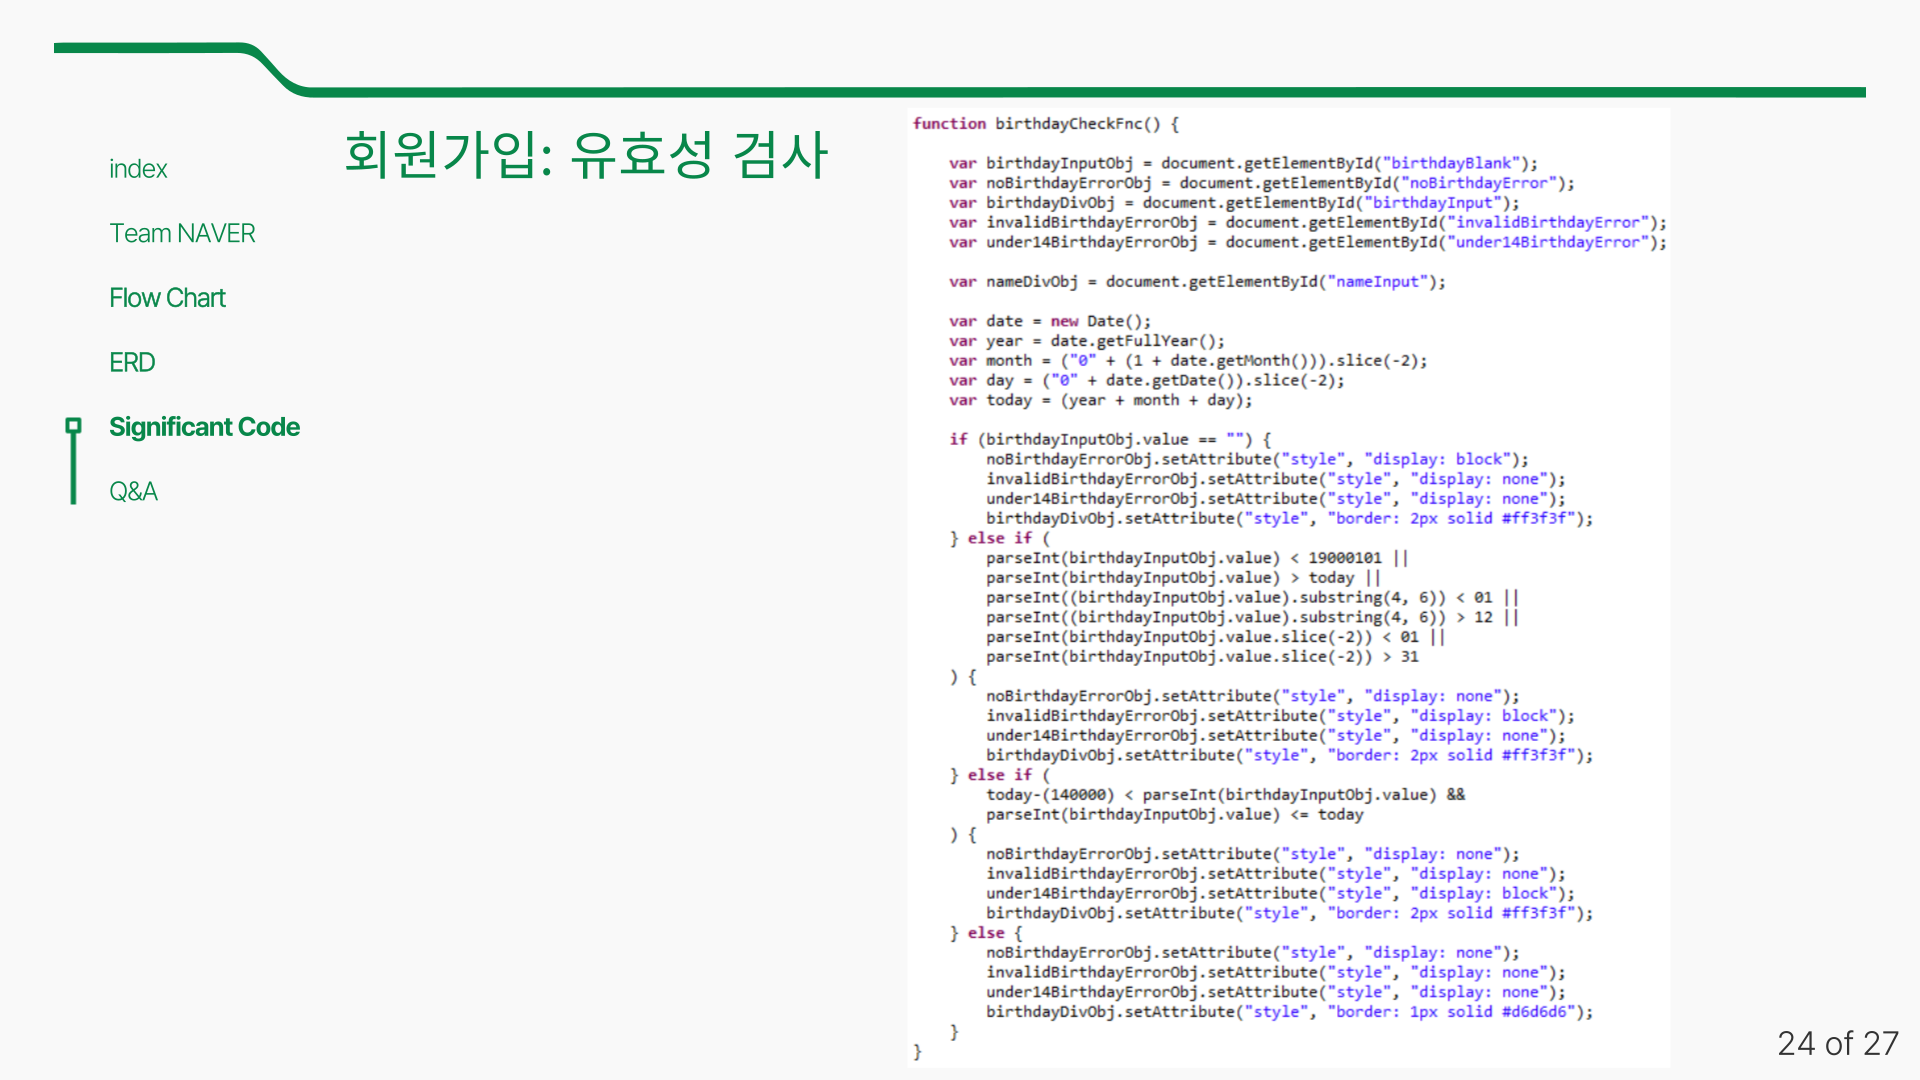 index
Team NAVER
Flow Chart
ERD
Significant Code
Q&A
회원가입: 유효성 검사
function birthdayCheckFnc() {
var birthdayInputObj = document.getElementById("birthdayBlank");
var noBirthdayErrorObj = document.getElementById("noBirthdayError");
var birthdayDivObj = document.getElementById("birthdayInput");
var invalidBirthdayErrorObj = document.getElementById("invalidBirthdayError");
var under14BirthdayErrorObj = document.getElementById("under14BirthdayError");
var nameDivObj = document.getElementById("nameInput");
var date = new Date();
var year = date.getFullYear();
var month = ("0" + (1 + date.getMonth())).slice(-2);
var day = ("0" + date.getDate()).slice(-2);
var today = (year + month + day);
if (birthdayInputObj.value == "") {
noBirthdayErrorObj.setAttribute("style", "display: block");
invalidBirthdayErrorObj.setAttribute("style", "display: none");
under14BirthdayErrorObj.setAttribute("style", "display: none");
birthdayDivObj.setAttribute("style", "border: 2px solid #ff3f3f");
} else if (
parseInt(birthdayInputObj.value) < 19000101 ||
parseInt(birthdayInputObj.value) > today ||
parseInt((birthdayInputObj.value).substring(4, 6)) < 01 ||
parseInt((birthdayInputObj.value).substring(4, 6)) > 12 ||
parseInt(birthdayInputObj.value.slice(-2)) < 01 ||
parseInt(birthdayInputObj.value.slice(-2)) > 31
) {
noBirthdayErrorObj.setAttribute("style", "display: none");
invalidBirthdayErrorObj.setAttribute("style", "display: block");
under14BirthdayErrorObj.setAttribute("style", "display: none");
birthdayDivObj.setAttribute("style", "border: 2px solid #ff3f3f");
} else if (
today-(140000) < parseInt(birthdayInputObj.value) &&
parseInt(birthdayInputObj.value) <= today
) {
noBirthdayErrorObj.setAttribute("style", "display: none");
invalidBirthdayErrorObj.setAttribute("style", "display: none");
under14BirthdayErrorObj.setAttribute("style", "display: block");
birthdayDivObj.setAttribute("style", "border: 2px solid #ff3f3f");
} else {
noBirthdayErrorObj.setAttribute("style", "display: none");
invalidBirthdayErrorObj.setAttribute("style", "display: none");
under14BirthdayErrorObj.setAttribute("style", "display: none");
birthdayDivObj.setAttribute("style", "border: 1px solid #d6d6d6");
}
}
24 of 27